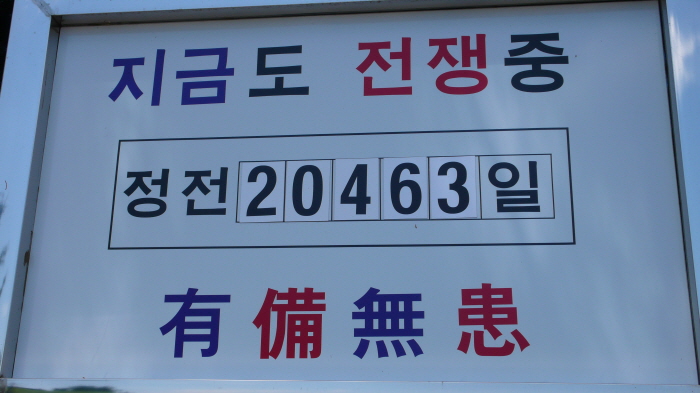 지금도 전쟁중
정전20463일
有備無患